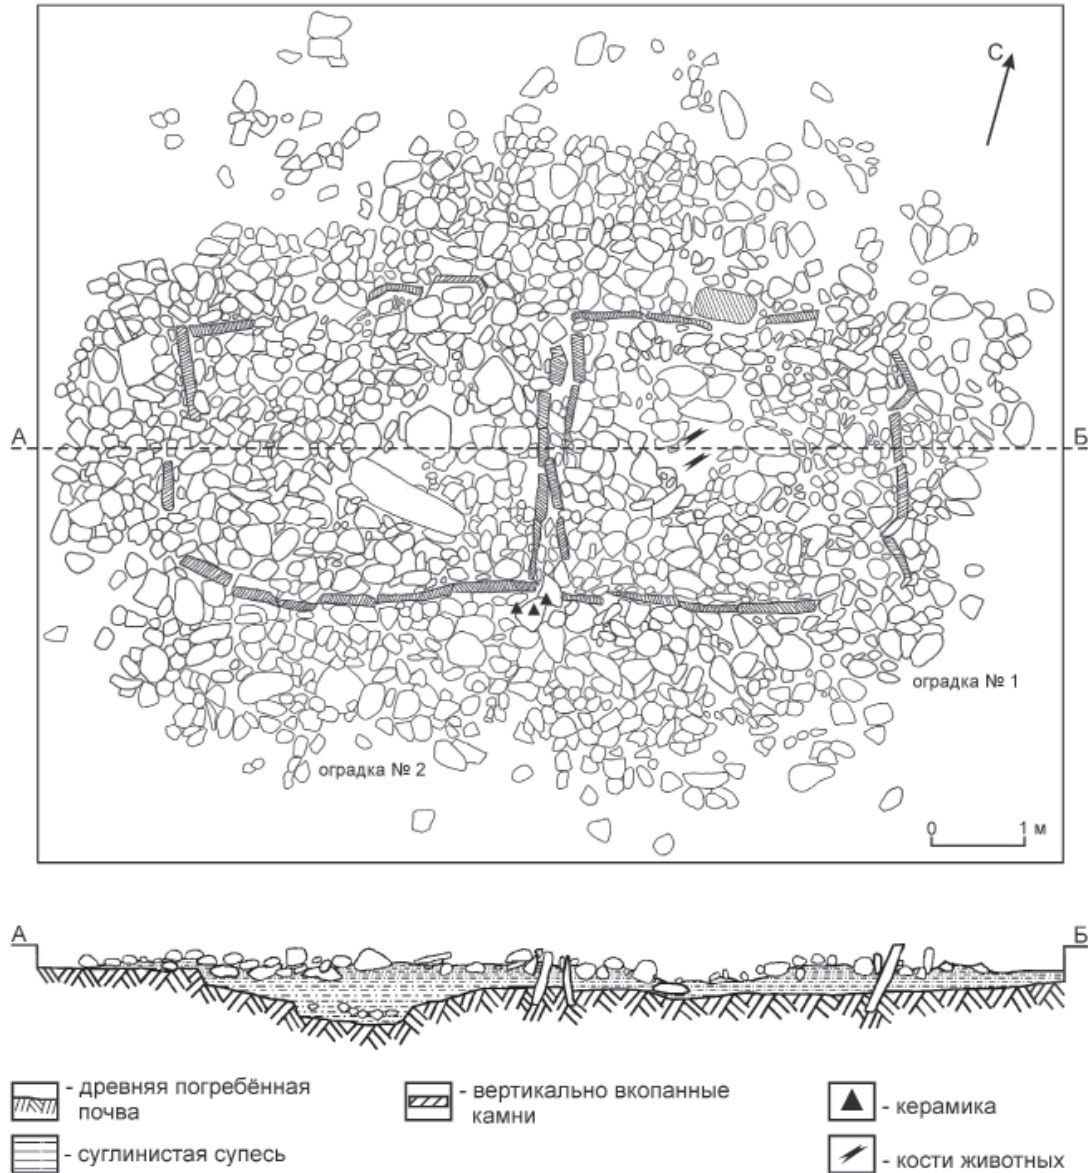 С
А
Б
оградка № 1
оградка № 2
0 1 м
А
Б
- древняя погребённая
почва
- вертикально вкопанные
камни
- керамика
- суглинистая супесь
- кости животных